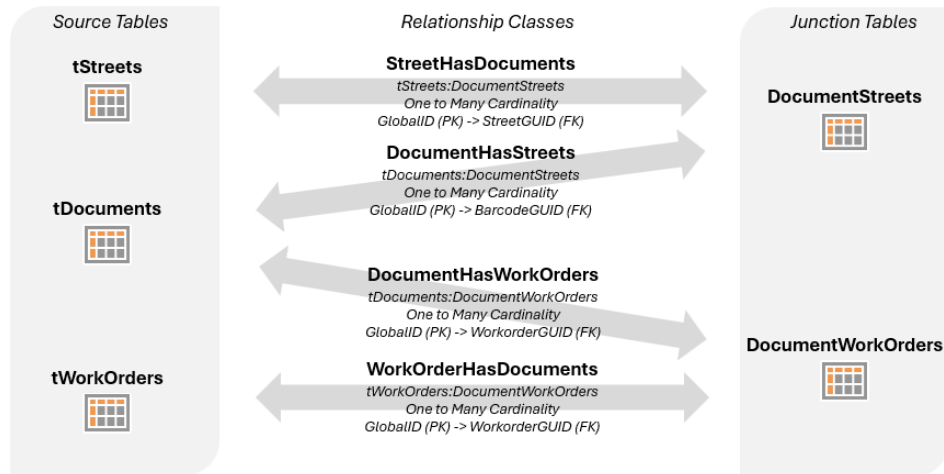 Source Tables
Relationship Classes
Junction Tables
tStreets
StreetHasDocuments
tStreets:DocumentStreets
One to Many Cardinality
GlobalID (PK) -> StreetGUID (FK)
DocumentStreets
DocumentHasStreets
tDocuments:DocumentStreets
One to Many Cardinality
GlobalID (PK) -> BarcodeGUID (FK)
tDocuments
DocumentHasWorkOrders
tDocuments:DocumentWorkOrders
One to Many Cardinality
GlobalID (PK) -> WorkorderGUID (FK)
DocumentWorkOrders
tWorkOrders
WorkOrderHasDocuments
tWorkOrders:DocumentWorkOrders
One to Many Cardinality
GlobalID (PK) -> WorkorderGUID (FK)